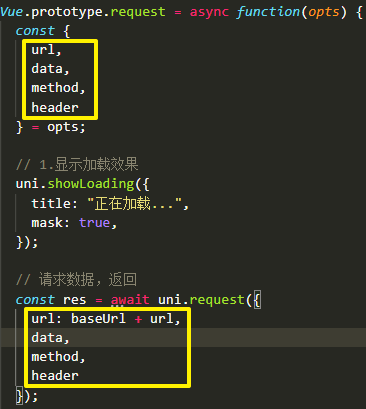 Vue.prototype.request = async function(opts) {
const {
url,
data,
method,
header
} = opts;
// 1.显示加载效果
uni.showLoading({
title: "正在加载...",
mask: true,
});
// 请求数据，返回
const res = await uni.request({
url: baseUrl + url,
data,
method,
header
});